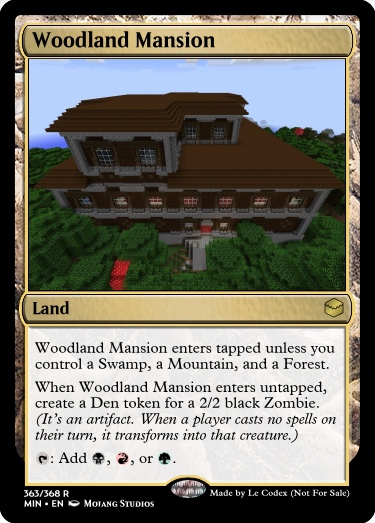 Woodland Mansion
Land
Woodland Mansion enters tapped unless you
control a Swamp, a Mountain, and a Forest.
When Woodland Mansion enters untapped,
create a Den token for a 2/2 black Zombie.
(It's an artifact. When a player casts no spells on
their turn, it transforms into that creature.)
: Add , , or .
363/368 R
MIN • EN Mojang Studios
Made by Le Codex (Not For Sale)